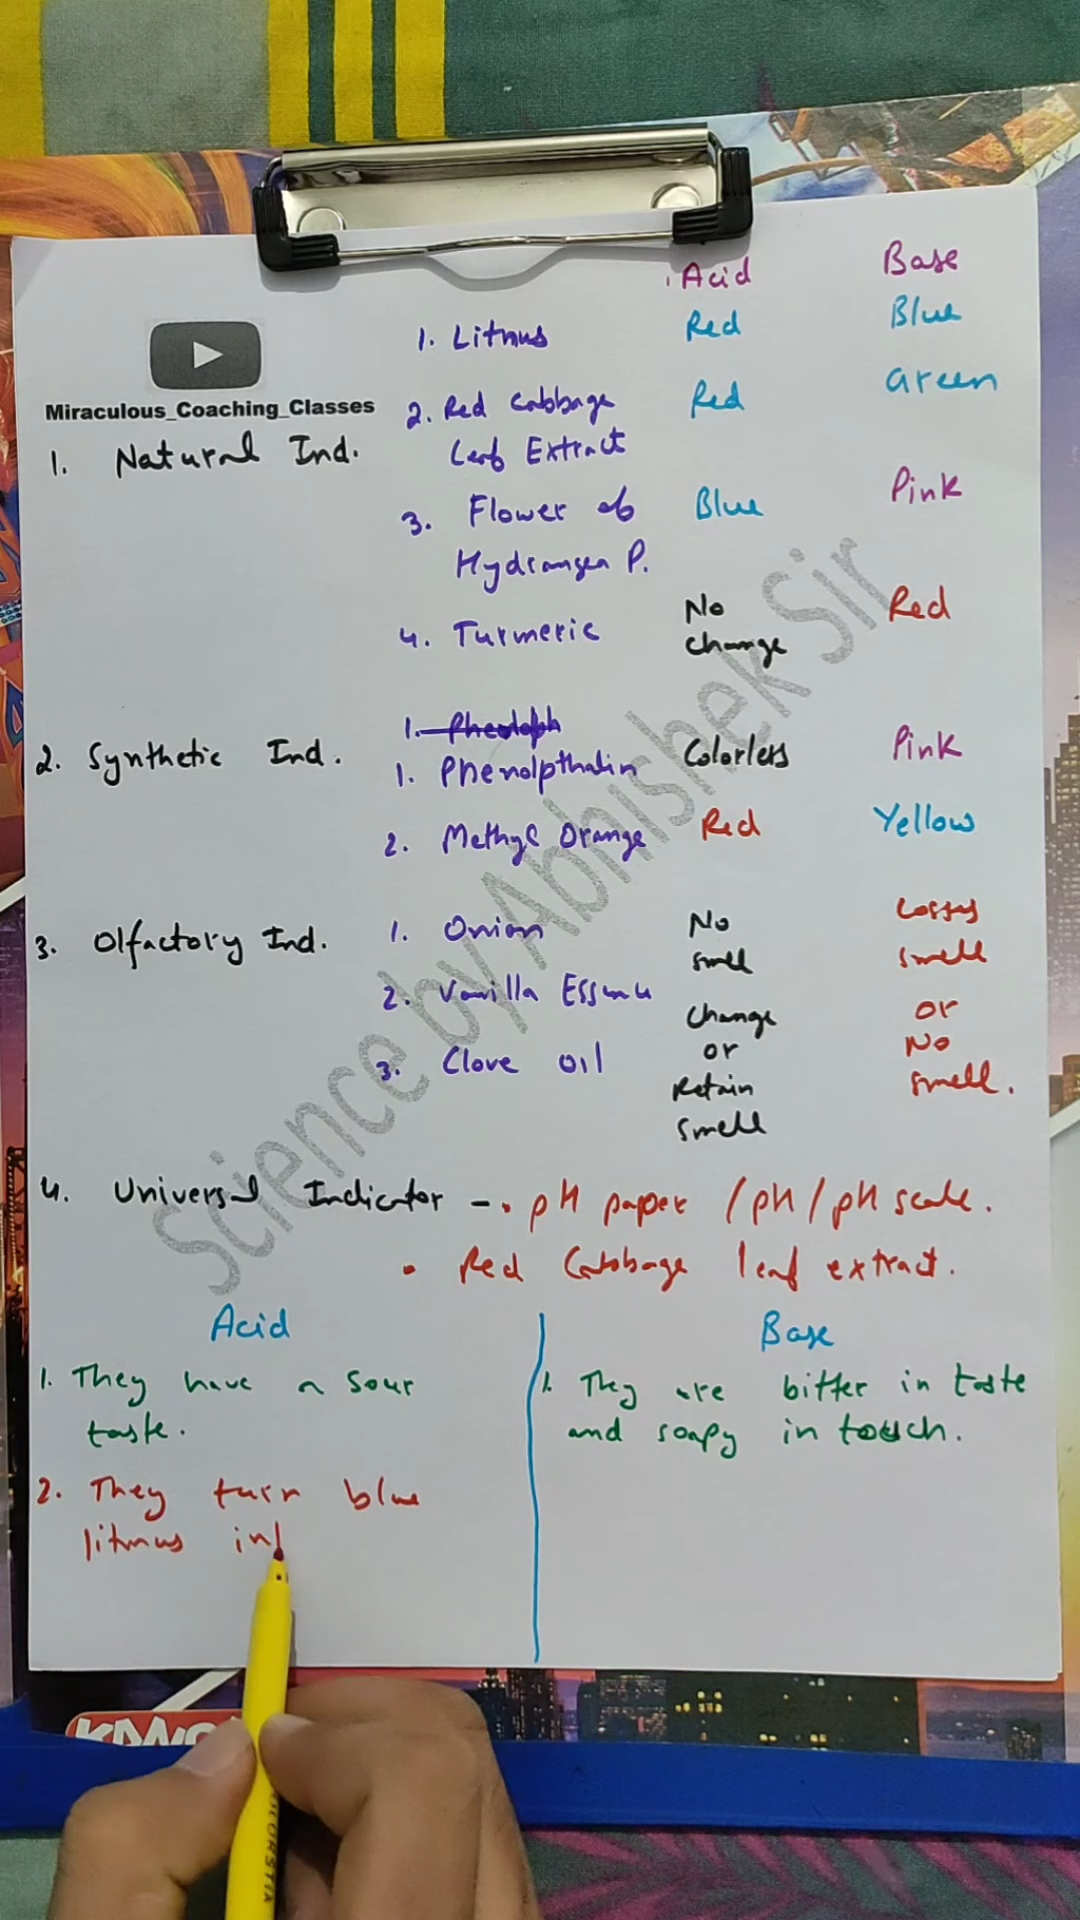 Acid Base
1. Litmus Red Blue
Miraculous_Coaching_Classes
2. Red Cabbage Red Green
Leaf Extract
1. Natural Ind.
3. Flower of Blue Pink
Hydrangea P.
4. Turmeric No Red
change
1. Phenolph
2. Synthetic Ind.
1. Phenolpthalin Colorless Pink
2. Methyl Orange Red Yellow
3. Olfactory Ind.
1. Onion No
smell smell
2. Vanilla
change or
3. Clove oil or No
Retain smell.
smell
4. Universal Indicator - • pH paper / pH / pH scale.
• Red Cabbage leaf extract.
Acid
1. They have a sour
taste.
2. They turn blue
litmus int
Base
1. They are bitter in taste
and soapy in touch.
Science by Abhishek Sir
COLORSTIX